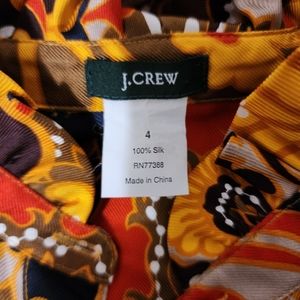 J.CREW
4
100% Silk
RN77388
Made in China